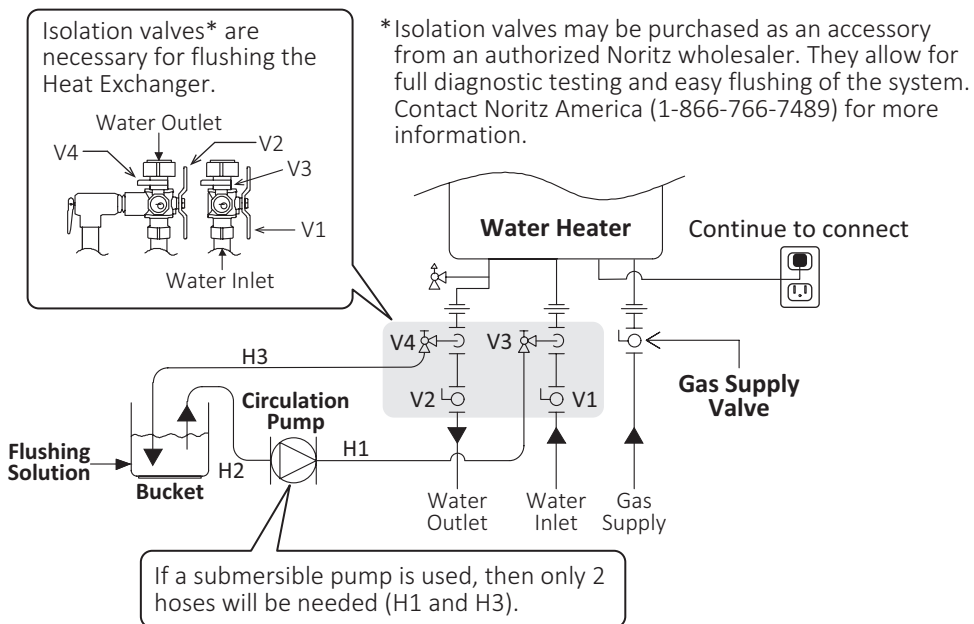 Isolation valves* are
necessary for flushing the
Heat Exchanger.
Water Outlet
V4
V2
V3
V1
Water Inlet
*Isolation valves may be purchased as an accessory
from an authorized Noritz wholesaler. They allow for
full diagnostic testing and easy flushing of the system.
Contact Noritz America (1-866-766-7489) for more
information.
Water Heater
Continue to connect
V4
V3
H3
V2
V1
Gas Supply
Valve
Circulation
Pump
H1
Flushing
Solution
H2
Bucket
Water
Outlet
Water
Inlet
Gas
Supply
If a submersible pump is used, then only 2
hoses will be needed (H1 and H3).